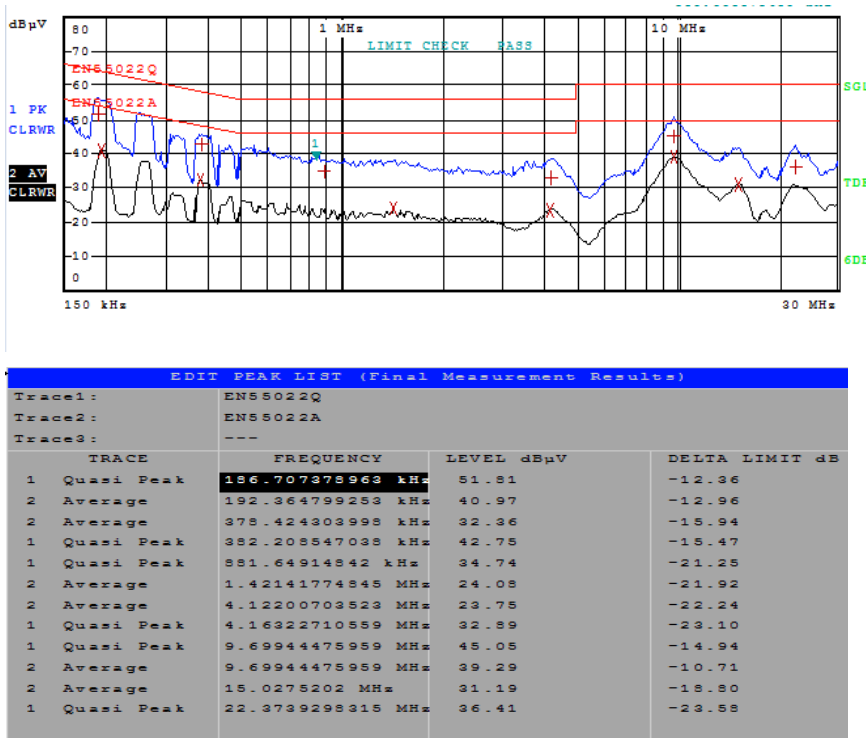 dBµV
80
1 MHz
10 MHz
LIMIT CHECK PASS
70
EN55022Q
60
SGL
EN55022A
1 PK
CLRWR
50
1
40
2 AV
CLRWR
30
TDF
20
10
6DB
0
150 kHz
30 MHz
EDIT PEAK LIST (Final Measurement Results)
Trace1: EN55022Q
Trace2: EN55022A
Trace3: ---
TRACE FREQUENCY LEVEL dBµV DELTA LIMIT dB
1 Quasi Peak 186.707378963 kHz 51.81 -12.36
2 Average 192.364799253 kHz 40.97 -12.96
2 Average 378.424303998 kHz 32.36 -15.94
1 Quasi Peak 382.208547038 kHz 42.75 -15.47
1 Quasi Peak 881.64914842 kHz 34.74 -21.25
2 Average 1.42141774845 MHz 24.08 -21.92
2 Average 4.12200703523 MHz 23.75 -22.24
1 Quasi Peak 4.16322710559 MHz 32.89 -23.10
1 Quasi Peak 9.69944475959 MHz 45.05 -14.94
2 Average 9.69944475959 MHz 39.29 -10.71
2 Average 15.0275202 MHz 31.19 -18.80
1 Quasi Peak 22.3739298315 MHz 36.41 -23.58